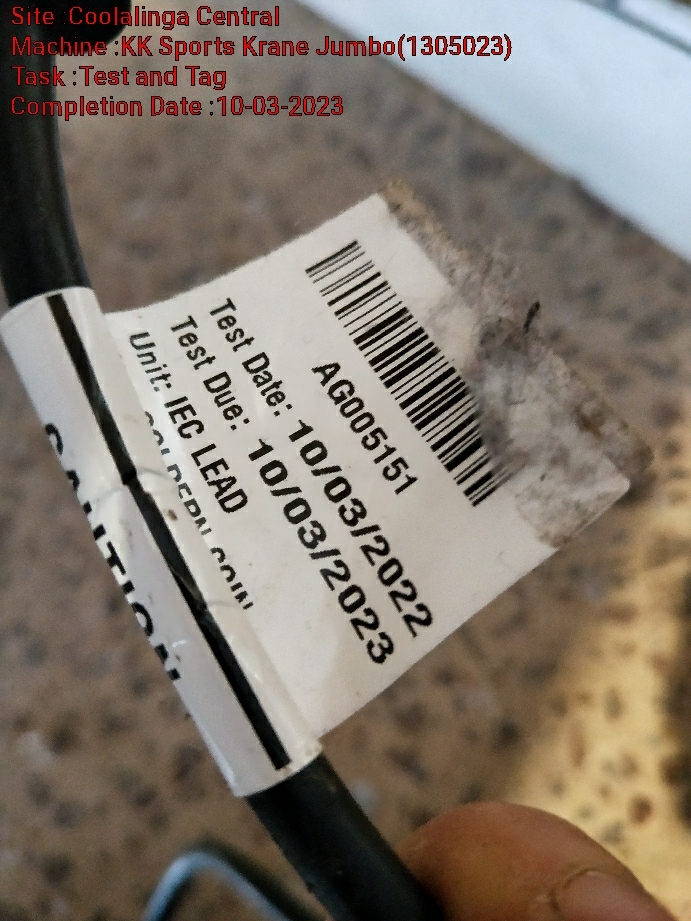 Site :Coolalinga Central
Machine :KK Sports Krane Jumbo(1305023)
Task :Test and Tag
Completion Date :10-03-2023
AG005151
Test Date: 10/03/2022
Test Due: 10/03/2023
Unit: IEC LEAD
CAUTION